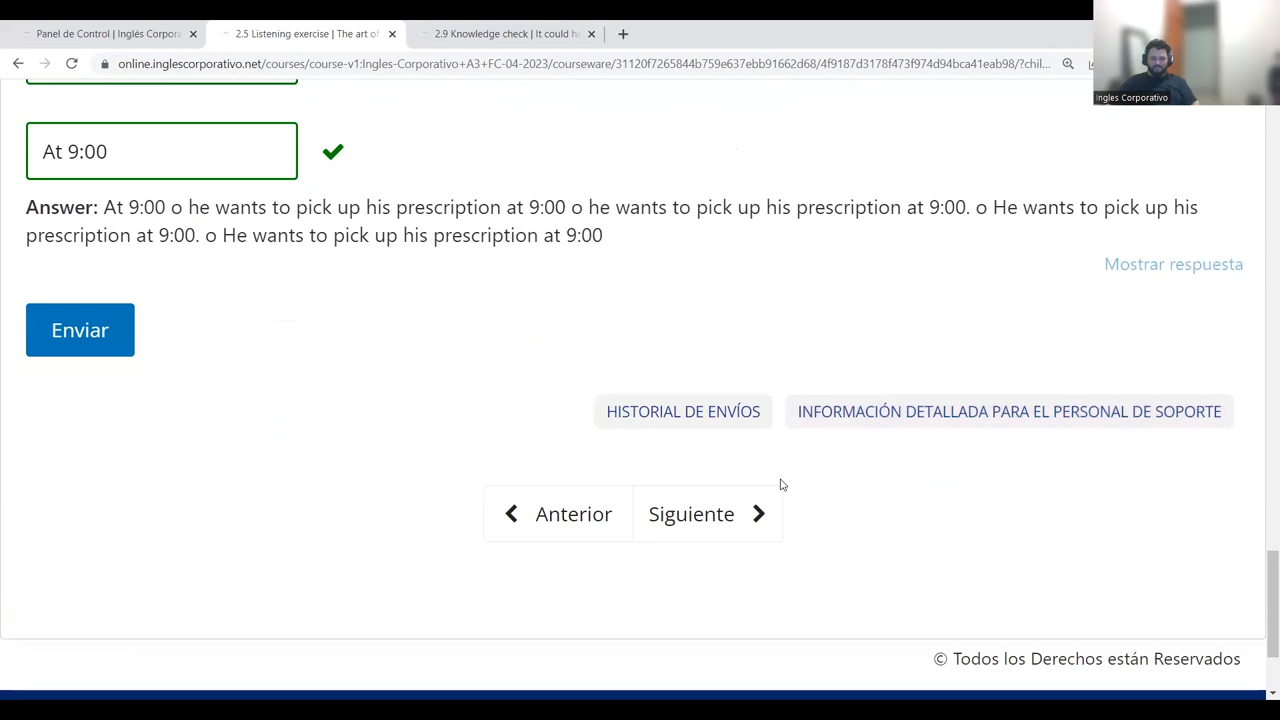 Panel de Control | Inglés Corpora
2.5 Listening exercise | The art of
2.9 Knowledge check | It could h
online.inglescorporativo.net/courses/course-v1:Ingles-Corporativo+A3+FC-04-2023/courseware/31120f7265844b759e637ebb91662d68/4f9187d3178f473f974d94bca41eab98/?chil...
Ingles Corporativo
At 9:00
Answer: At 9:00 o he wants to pick up his prescription at 9:00 o he wants to pick up his prescription at 9:00. o He wants to pick up his
prescription at 9:00. o He wants to pick up his prescription at 9:00
Mostrar respuesta
Enviar
HISTORIAL DE ENVÍOS
INFORMACIÓN DETALLADA PARA EL PERSONAL DE SOPORTE
Anterior
Siguiente
© Todos los Derechos están Reservados